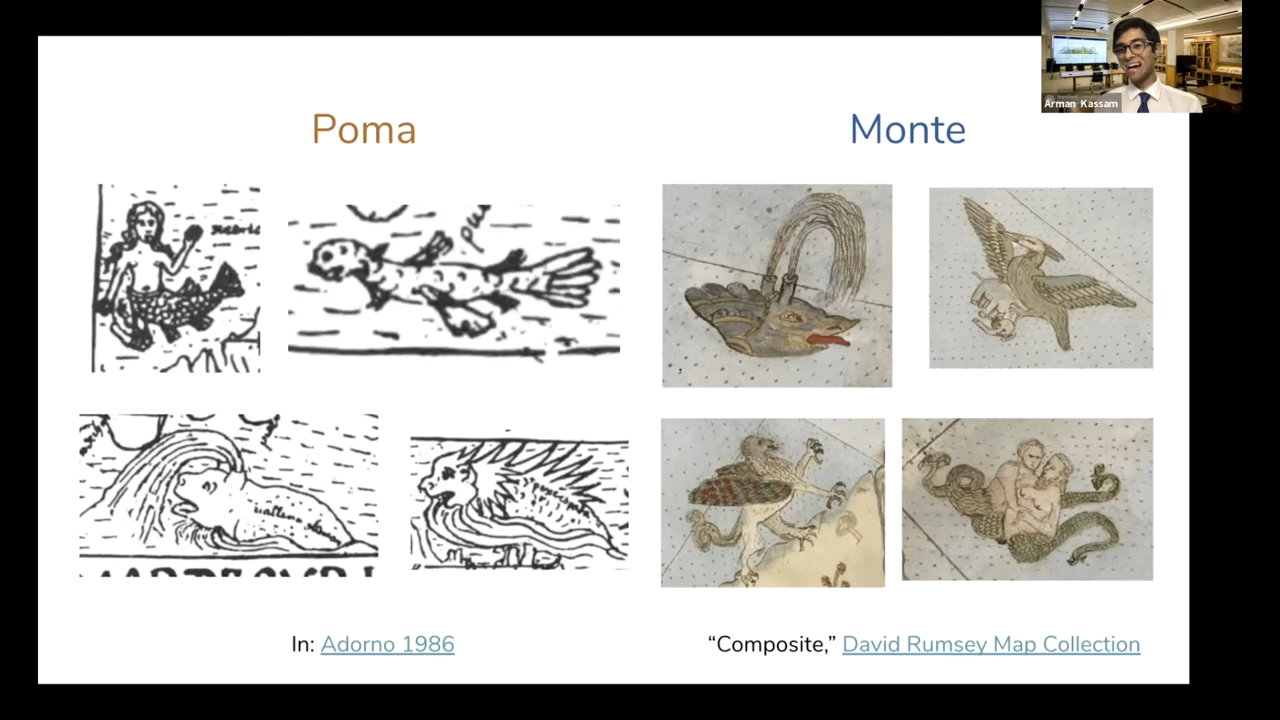 Arman Kassam
Poma
Monte
In: Adorno 1986
“Composite,” David Rumsey Map Collection